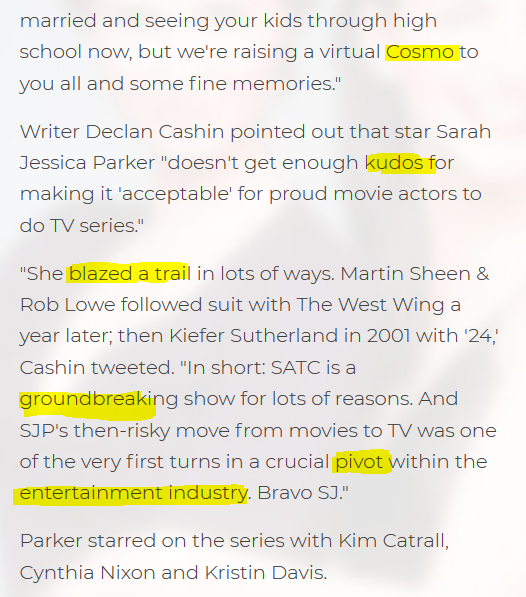 married and seeing your kids through high
school now, but we're raising a virtual Cosmo to
you all and some fine memories."
Writer Declan Cashin pointed out that star Sarah
Jessica Parker "doesn't get enough kudos for
making it 'acceptable' for proud movie actors to
do TV series."
"She blazed a trail in lots of ways. Martin Sheen &
Rob Lowe followed suit with The West Wing a
year later; then Kiefer Sutherland in 2001 with '24,'
Cashin tweeted. "In short: SATC is a
groundbreaking show for lots of reasons. And
SJP's then-risky move from movies to TV was one
of the very first turns in a crucial pivot within the
entertainment industry. Bravo SJ."
Parker starred on the series with Kim Catrall,
Cynthia Nixon and Kristin Davis.